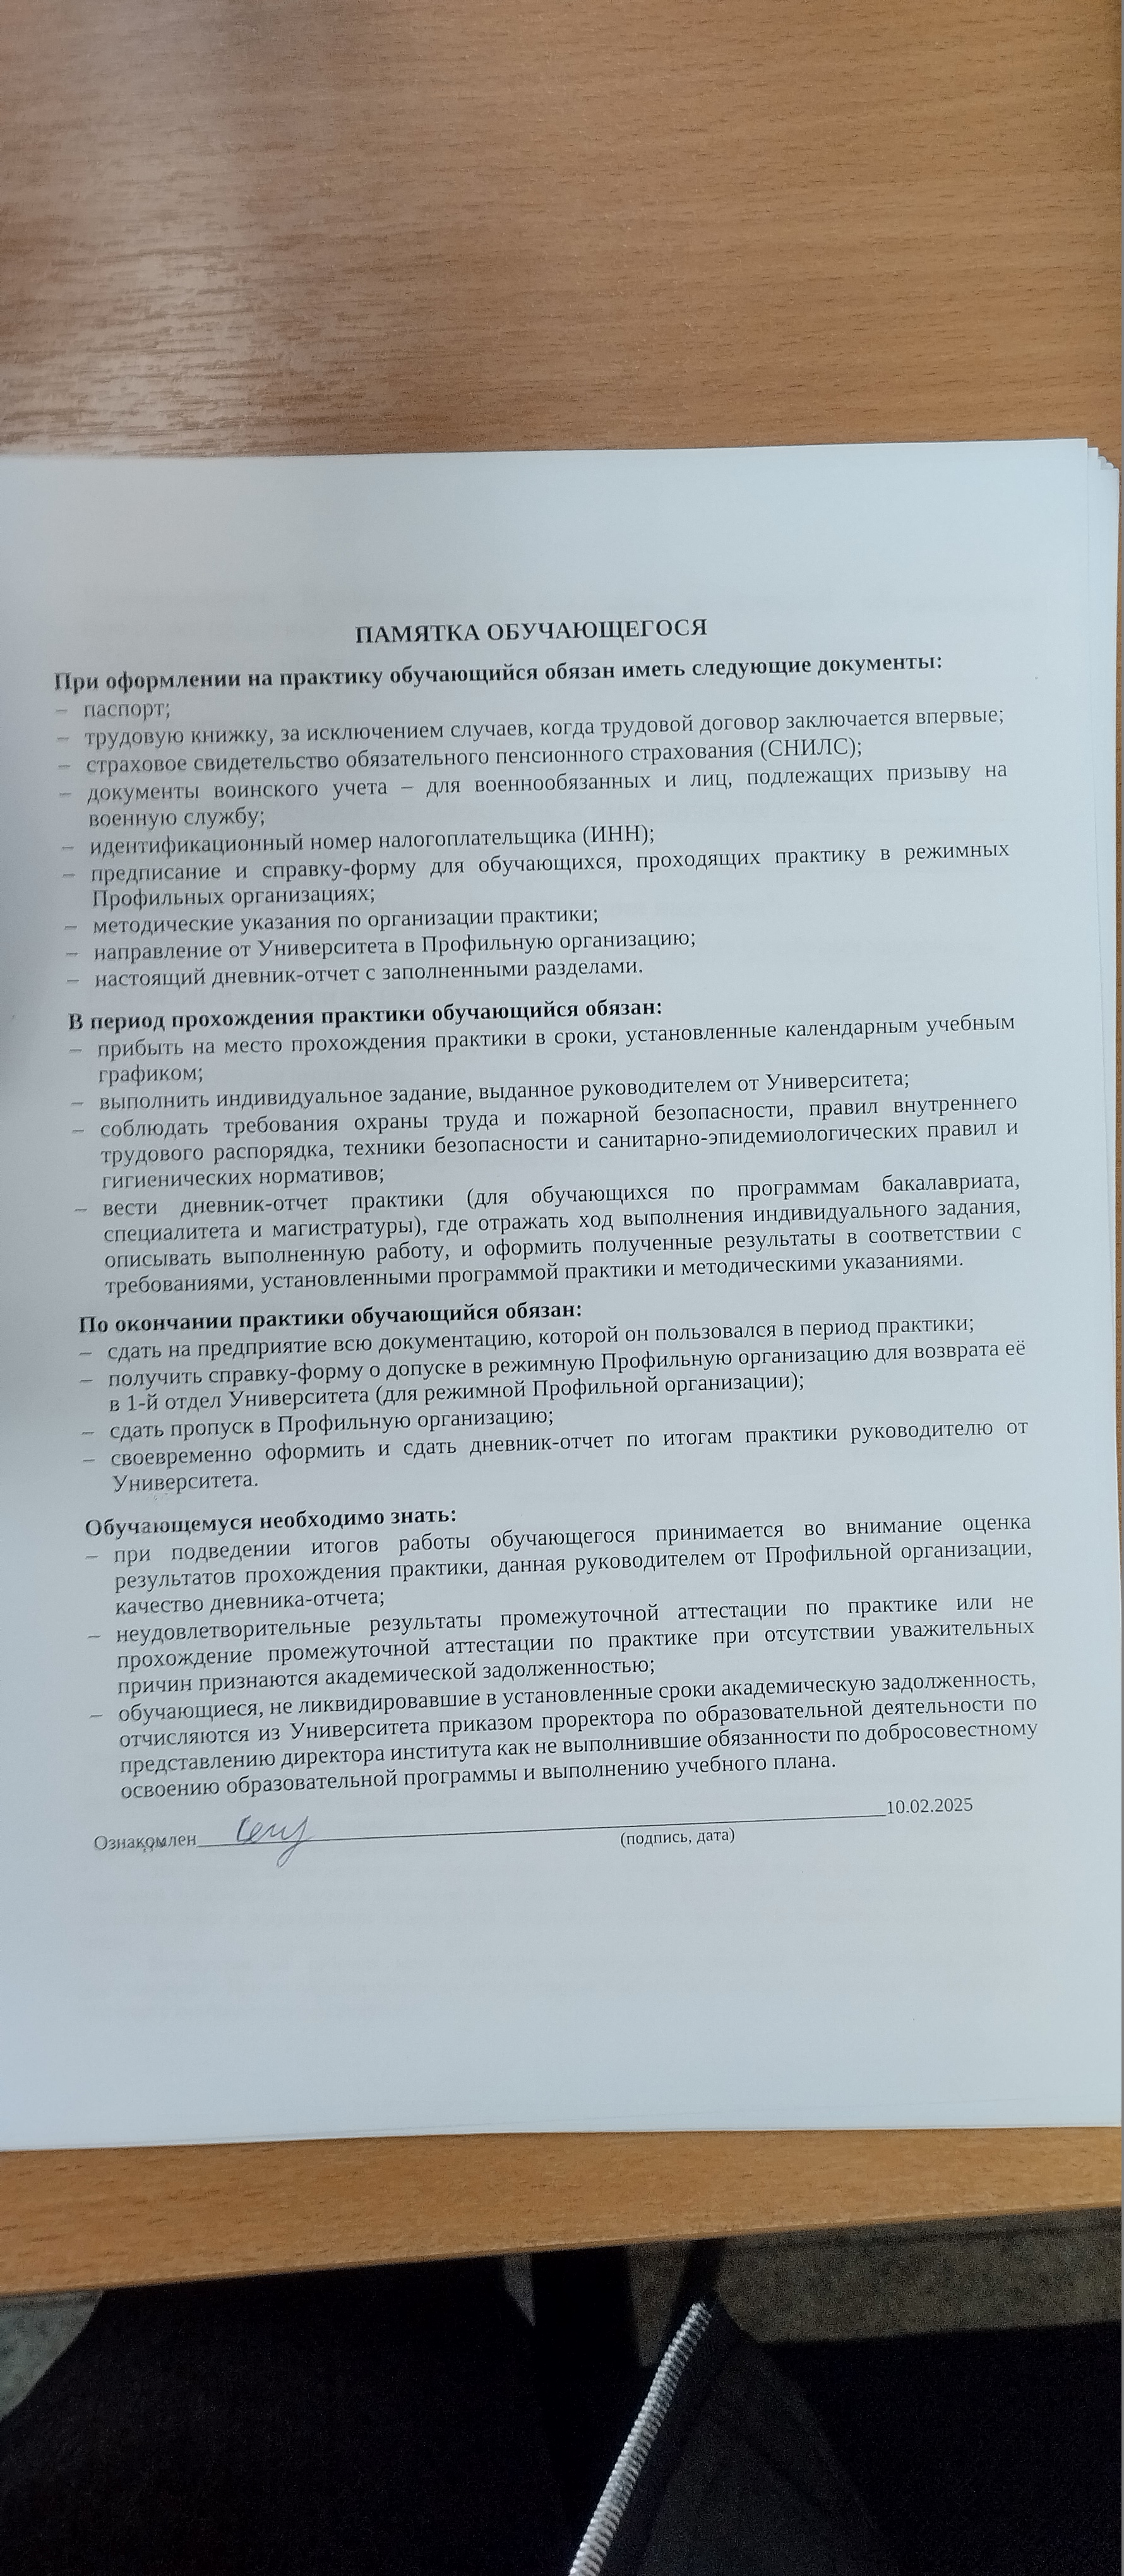 ПАМЯТКА ОБУЧАЮЩЕГОСЯ
При оформлении на практику обучающийся обязан иметь следующие документы:
– паспорт;
– трудовую книжку, за исключением случаев, когда трудовой договор заключается впервые;
– страховое свидетельство обязательного пенсионного страхования (СНИЛС);
– документы воинского учета – для военнообязанных и лиц, подлежащих призыву на
военную службу;
– идентификационный номер налогоплательщика (ИНН);
– предписание и справку-форму для обучающихся, проходящих практику в режимных
Профильных организациях;
– методические указания по организации практики;
– направление от Университета в Профильную организацию;
– настоящий дневник-отчет с заполненными разделами.
В период прохождения практики обучающийся обязан:
– прибыть на место прохождения практики в сроки, установленные календарным учебным
графиком;
– выполнить индивидуальное задание, выданное руководителем от Университета;
– соблюдать требования охраны труда и пожарной безопасности, правил внутреннего
трудового распорядка, техники безопасности и санитарно-эпидемиологических правил и
гигиенических нормативов;
– вести дневник-отчет практики (для обучающихся по программам бакалавриата,
специалитета и магистратуры), где отражать ход выполнения индивидуального задания,
описывать выполненную работу, и оформить полученные результаты в соответствии с
требованиями, установленными программой практики и методическими указаниями.
По окончании практики обучающийся обязан:
– сдать на предприятие всю документацию, которой он пользовался в период практики;
– получить справку-форму о допуске в режимную Профильную организацию для возврата её
в 1-й отдел Университета (для режимной Профильной организации);
– сдать пропуск в Профильную организацию;
– своевременно оформить и сдать дневник-отчет по итогам практики руководителю от
Университета.
Обучающемуся необходимо знать:
– при подведении итогов работы обучающегося принимается во внимание оценка
результатов прохождения практики, данная руководителем от Профильной организации,
качество дневника-отчета;
– неудовлетворительные результаты промежуточной аттестации по практике или не
прохождение промежуточной аттестации по практике при отсутствии уважительных
причин признаются академической задолженностью;
– обучающиеся, не ликвидировавшие в установленные сроки академическую задолженность,
отчисляются из Университета приказом проректора по образовательной деятельности по
представлению директора института как не выполнившие обязанности по добросовестному
освоению образовательной программы и выполнению учебного плана.
Ознакомлен 10.02.2025
(подпись, дата)